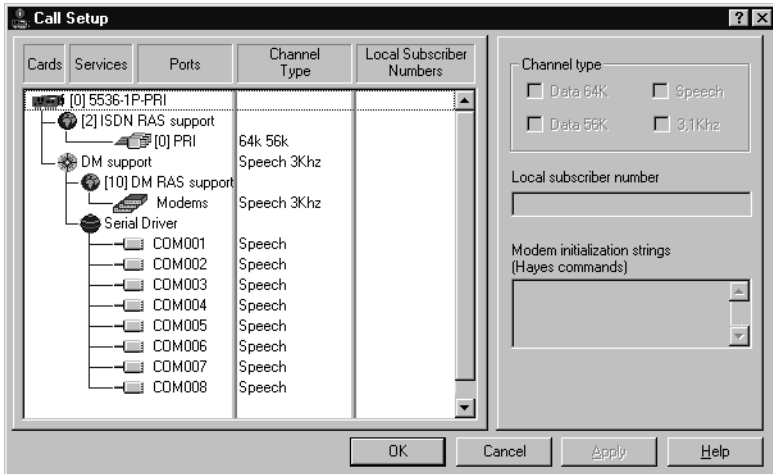 Call Setup
Cards Services Ports Channel Type Local Subscriber Numbers
[0] 5536-1P-PRI
[2] ISDN RAS support
[0] PRI 64k 56k
DM support Speech 3Khz
[10] DM RAS support
Modems Speech 3Khz
Serial Driver
COM001 Speech
COM002 Speech
COM003 Speech
COM004 Speech
COM005 Speech
COM006 Speech
COM007 Speech
COM008 Speech
Channel type
Data 64K Speech
Data 56K 3,1Khz
Local subscriber number
Modem initialization strings
(Hayes commands)
OK Cancel Apply Help